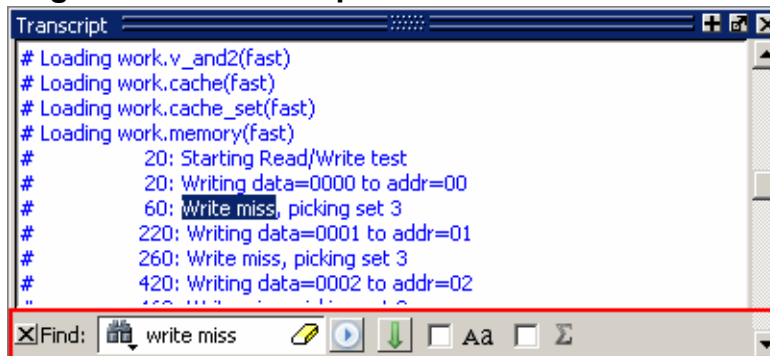 Transcript
# Loading work.v_and2(fast)
# Loading work.cache(fast)
# Loading work.cache_set(fast)
# Loading work.memory(fast)
# 20: Starting Read/Write test
# 20: Writing data=0000 to addr=00
# 60: Write miss, picking set 3
# 220: Writing data=0001 to addr=01
# 260: Write miss, picking set 3
# 420: Writing data=0002 to addr=02
Find: write miss Aa Σ